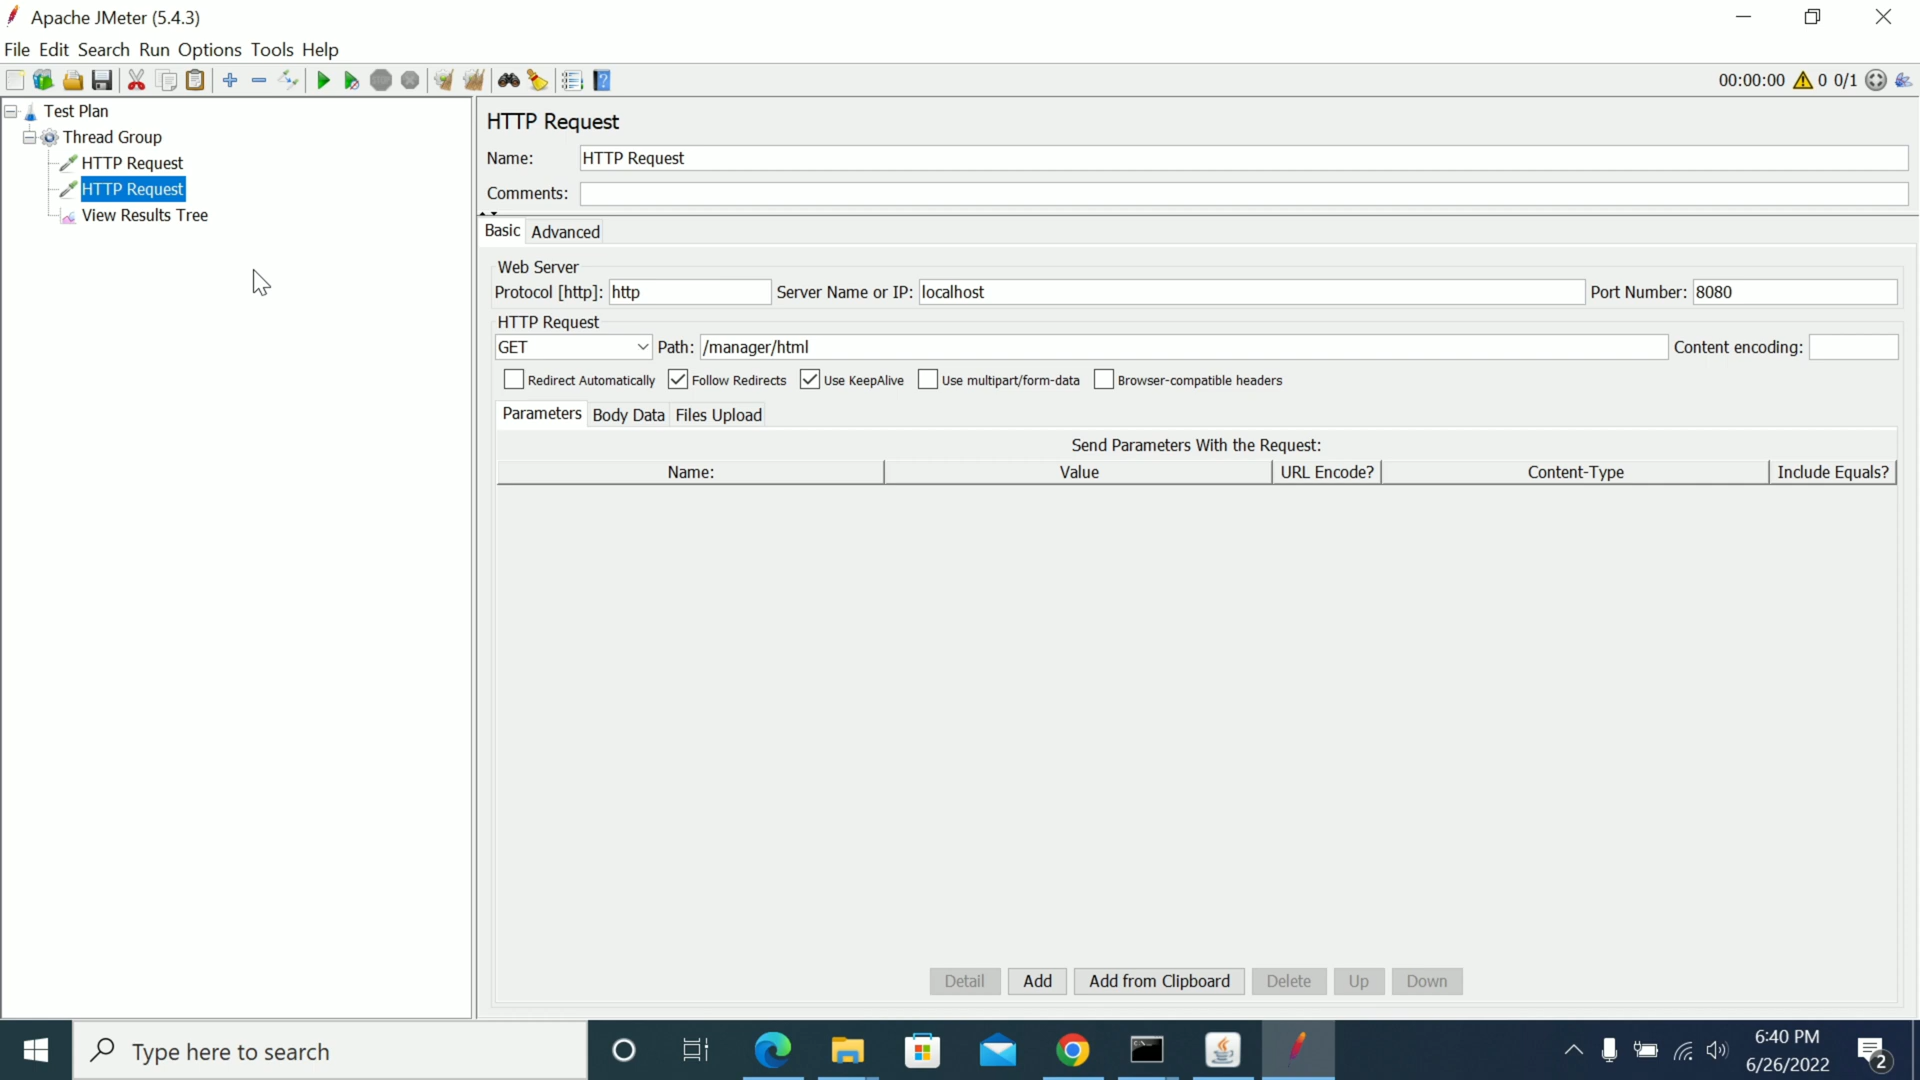 Apache JMeter (5.4.3)
File Edit Search Run Options Tools Help
00:00:00 0 0/1
Test Plan
Thread Group
HTTP Request
HTTP Request
View Results Tree
HTTP Request
Name: HTTP Request
Comments:
Basic Advanced
Web Server
Protocol [http]: http Server Name or IP: localhost Port Number: 8080
HTTP Request
GET Path: /manager/html Content encoding:
Redirect Automatically Follow Redirects Use KeepAlive Use multipart/form-data Browser-compatible headers
Parameters Body Data Files Upload
Send Parameters With the Request:
Name: Value URL Encode? Content-Type Include Equals?
Detail Add Add from Clipboard Delete Up Down
Type here to search
6:40 PM
6/26/2022
2